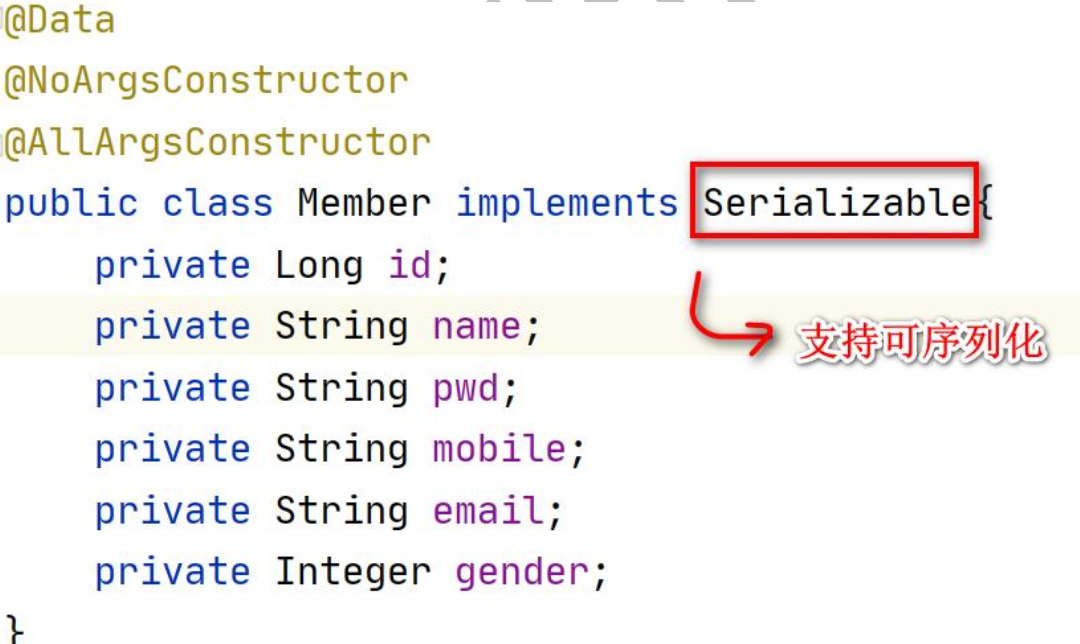 @Data
@NoArgsConstructor
@AllArgsConstructor
public class Member implements Serializable{
    private Long id;
    private String name;
支持可序列化
    private String pwd;
    private String mobile;
    private String email;
    private Integer gender;
}